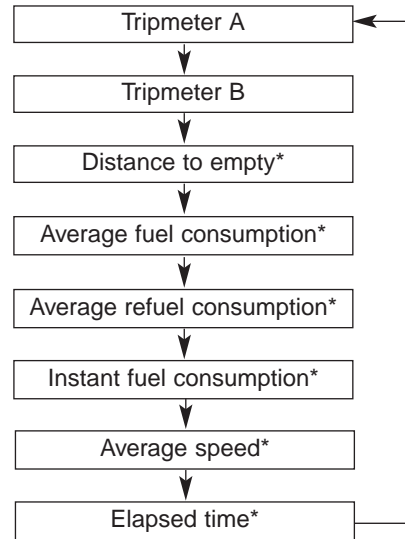 Tripmeter A
Tripmeter B
Distance to empty*
Average fuel consumption*
Average refuel consumption*
Instant fuel consumption*
Average speed*
Elapsed time*